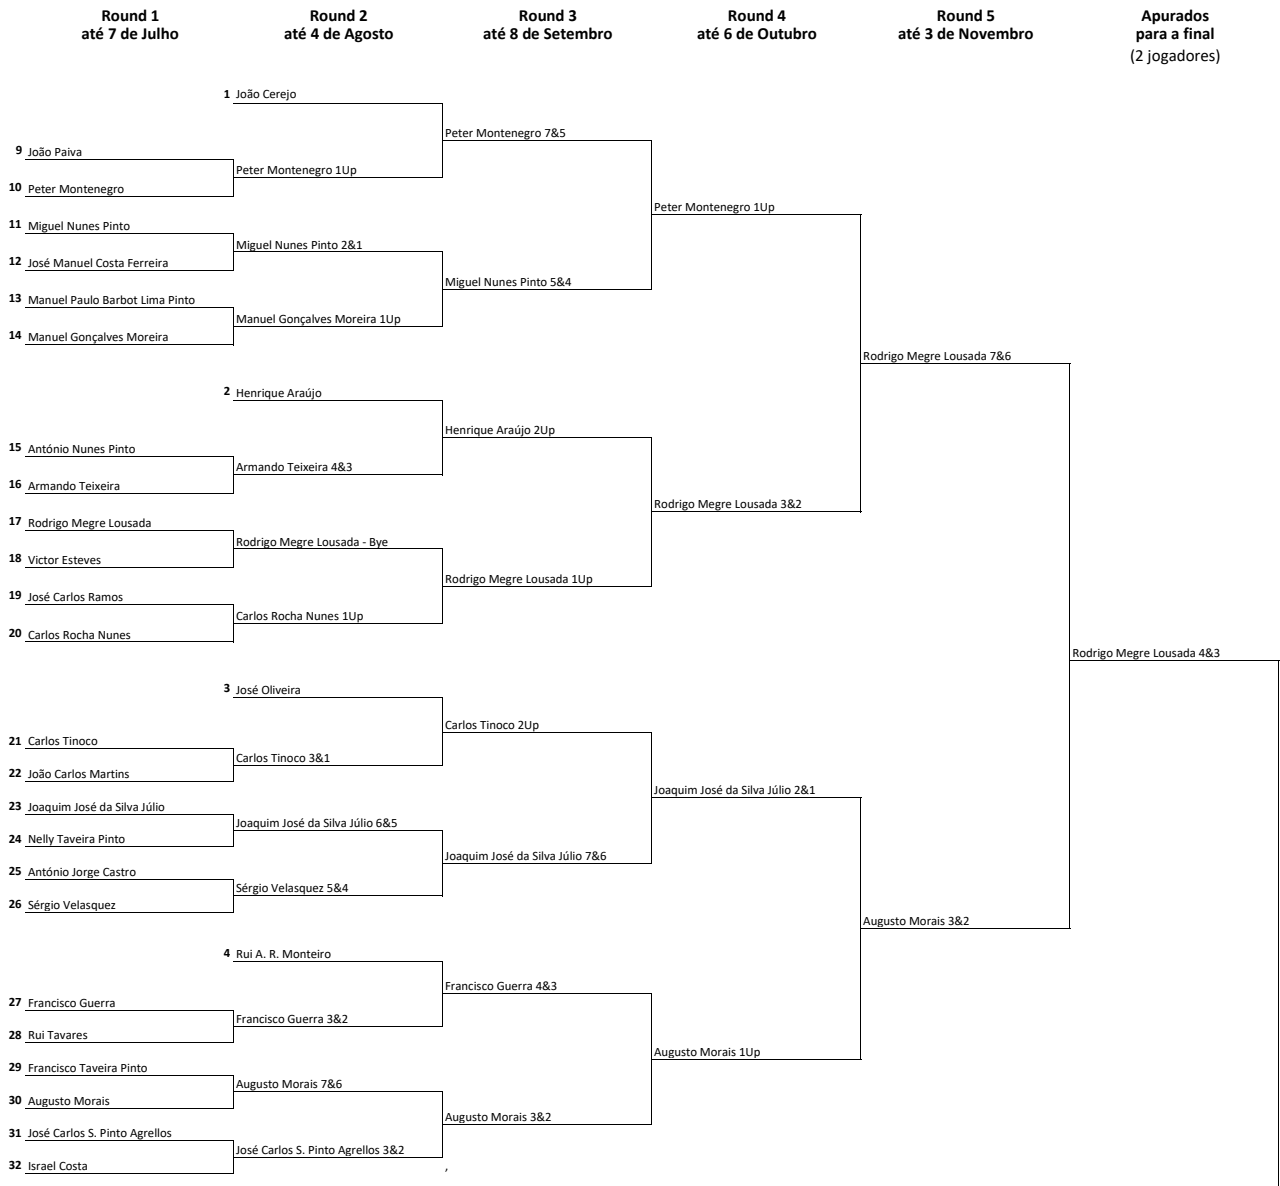 Round 1
até 7 de Julho
Round 2
até 4 de Agosto
Round 3
até 8 de Setembro
Round 4
até 6 de Outubro
Round 5
até 3 de Novembro
Apurados
para a final
(2 jogadores)
1 João Cerejo
Peter Montenegro 7&5
9 João Paiva
Peter Montenegro 1Up
10 Peter Montenegro
Peter Montenegro 1Up
11 Miguel Nunes Pinto
Miguel Nunes Pinto 2&1
12 José Manuel Costa Ferreira
Miguel Nunes Pinto 5&4
13 Manuel Paulo Barbot Lima Pinto
Manuel Gonçalves Moreira 1Up
14 Manuel Gonçalves Moreira
Rodrigo Megre Lousada 7&6
2 Henrique Araújo
Henrique Araújo 2Up
15 António Nunes Pinto
Armando Teixeira 4&3
16 Armando Teixeira
Rodrigo Megre Lousada 3&2
17 Rodrigo Megre Lousada
Rodrigo Megre Lousada - Bye
18 Victor Esteves
Rodrigo Megre Lousada 1Up
19 José Carlos Ramos
Carlos Rocha Nunes 1Up
20 Carlos Rocha Nunes
Rodrigo Megre Lousada 4&3
3 José Oliveira
Carlos Tinoco 2Up
21 Carlos Tinoco
Carlos Tinoco 3&1
22 João Carlos Martins
Joaquim José da Silva Júlio 2&1
23 Joaquim José da Silva Júlio
Joaquim José da Silva Júlio 6&5
24 Nelly Taveira Pinto
Joaquim José da Silva Júlio 7&6
25 António Jorge Castro
Sérgio Velasquez 5&4
26 Sérgio Velasquez
Augusto Morais 3&2
4 Rui A. R. Monteiro
Francisco Guerra 4&3
27 Francisco Guerra
Francisco Guerra 3&2
28 Rui Tavares
Augusto Morais 1Up
29 Francisco Taveira Pinto
Augusto Morais 7&6
30 Augusto Morais
Augusto Morais 3&2
31 José Carlos S. Pinto Agrellos
José Carlos S. Pinto Agrellos 3&2
32 Israel Costa
,